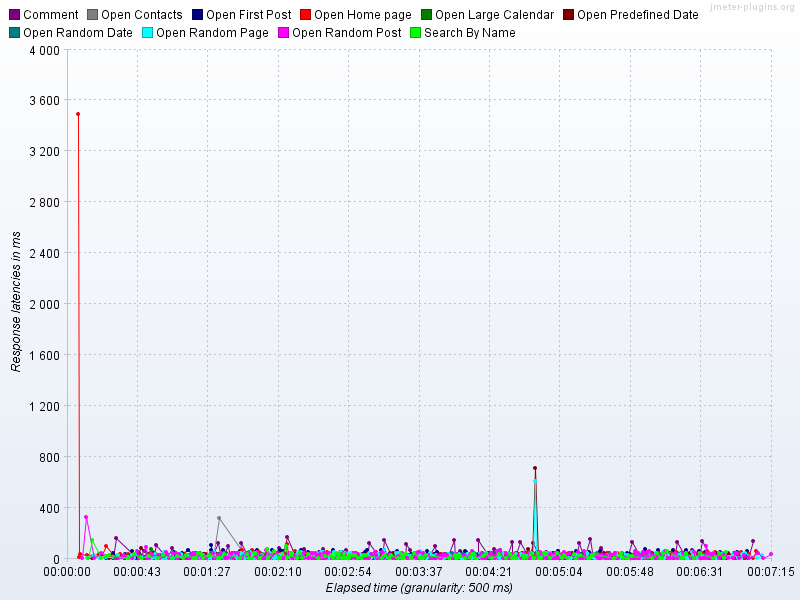 jmeter-plugins.org
Comment Open Contacts Open First Post Open Home page Open Large Calendar Open Predefined Date
Open Random Date Open Random Page Open Random Post Search By Name
4 000
3 600
3 200
2 800
2 400
2 000
1 600
1 200
800
400
0
Response latencies in ms
00:00:00 00:00:43 00:01:27 00:02:10 00:02:54 00:03:37 00:04:21 00:05:04 00:05:48 00:06:31 00:07:15
Elapsed time (granularity: 500 ms)